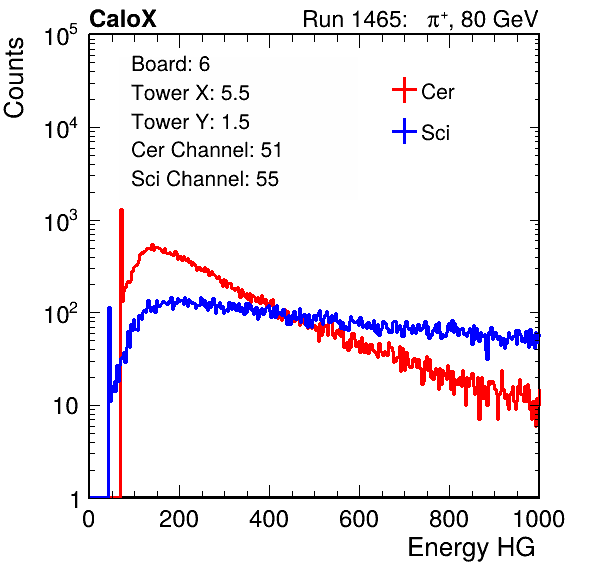 CaloX Run 1465: π⁺, 80 GeV
Counts
10⁵
10⁴
10³
10²
10
1
Board: 6
Tower X: 5.5
Tower Y: 1.5
Cer Channel: 51
Sci Channel: 55
Cer
Sci
0 200 400 600 800 1000
Energy HG